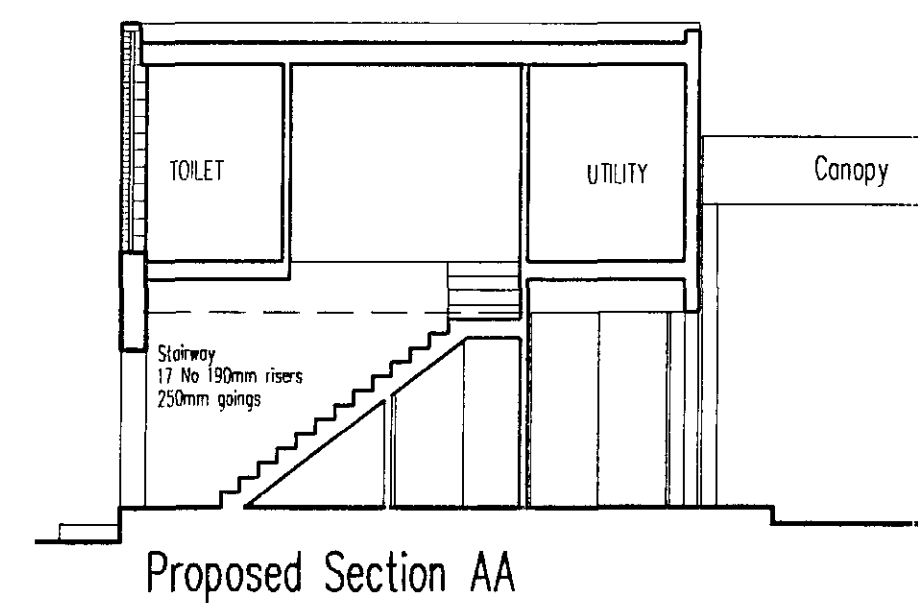 TOILET
UTILITY
Canopy
Stairway
17 No 190mm risers
250mm goings
Proposed Section AA